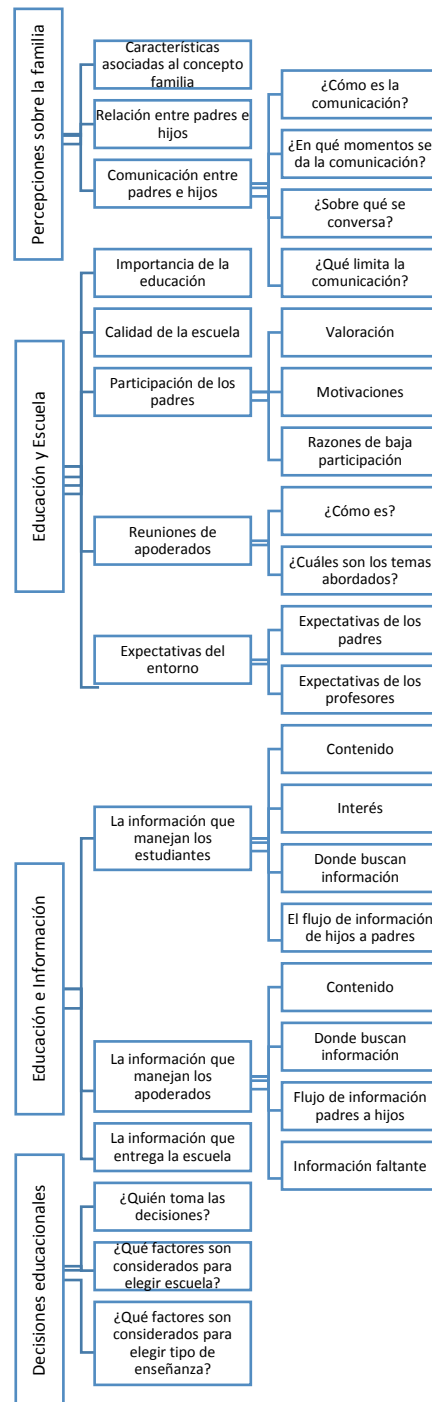 Percepciones sobre la familia
Características
asociadas al concepto
familia
Relación entre padres e
hijos
Comunicación entre
padres e hijos
¿Cómo es la
comunicación?
¿En qué momentos se
da la comunicación?
¿Sobre qué se
conversa?
¿Qué limita la
comunicación?
Educación y Escuela
Importancia de la
educación
Calidad de la escuela
Participación de los
padres
Valoración
Motivaciones
Razones de baja
participación
Reuniones de
apoderados
¿Cómo es?
¿Cuáles son los temas
abordados?
Expectativas del
entorno
Expectativas de los
padres
Expectativas de los
profesores
Educación e Información
La información que
manejan los
estudiantes
Contenido
Interés
Donde buscan
información
El flujo de información
de hijos a padres
La información que
manejan los
apoderados
Contenido
Donde buscan
información
Flujo de información
padres a hijos
Información faltante
La información que
entrega la escuela
Decisiones educacionales
¿Quién toma las
decisiones?
¿Qué factores son
considerados para
elegir escuela?
¿Qué factores son
considerados para
elegir tipo de
enseñanza?